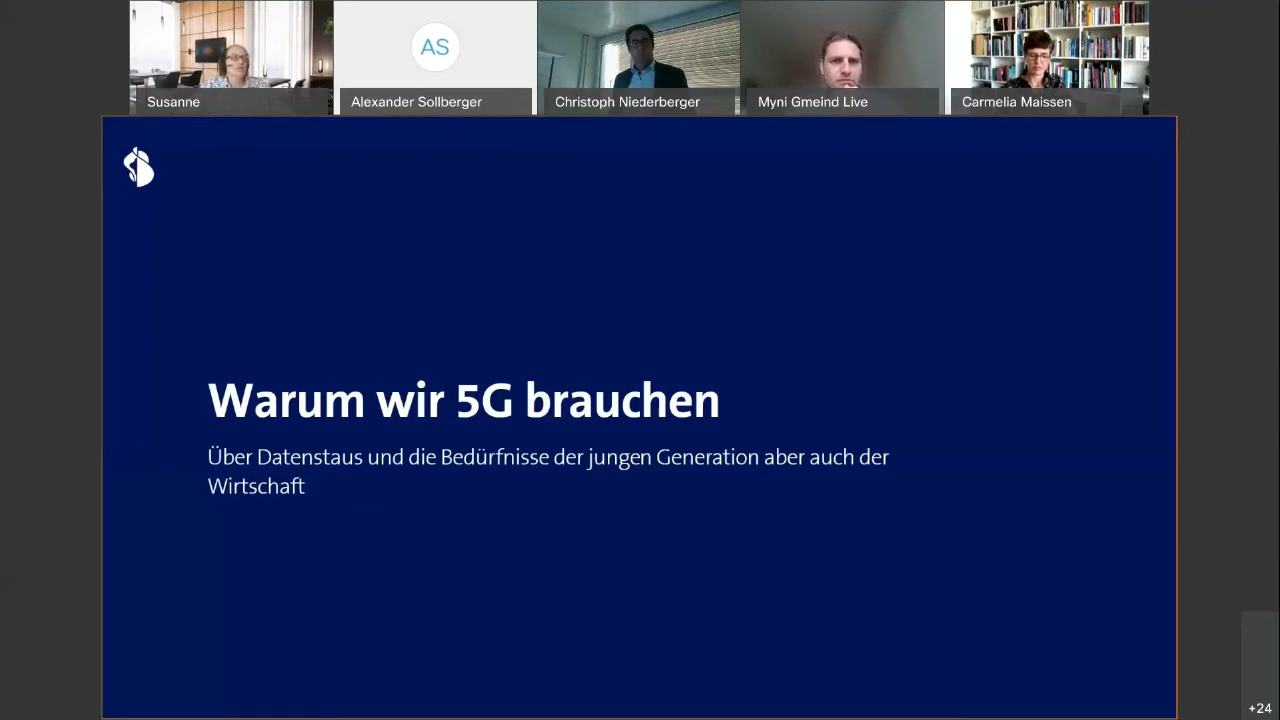 Susanne
AS
Alexander Sollberger
Christoph Niederberger
Myni Gmeind Live
Carmelia Maissen
Warum wir 5G brauchen
Über Datenstaus und die Bedürfnisse der jungen Generation aber auch der
Wirtschaft
+24